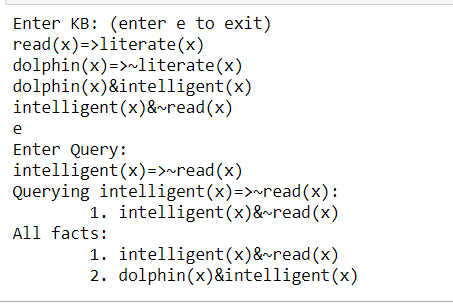 Enter KB: (enter e to exit)
read(x)=>literate(x)
dolphin(x)=>~literate(x)
dolphin(x)&intelligent(x)
intelligent(x)&~read(x)
e
Enter Query:
intelligent(x)=>~read(x)
Querying intelligent(x)=>~read(x):
        1. intelligent(x)&~read(x)
All facts:
        1. intelligent(x)&~read(x)
        2. dolphin(x)&intelligent(x)